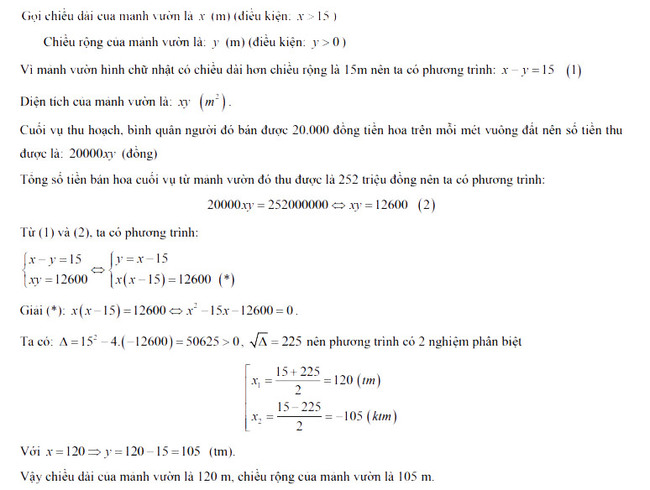 Gọi chiều dài của mảnh vườn là x (m) (điều kiện: x > 15 )
Chiều rộng của mảnh vườn là: y (m) (điều kiện: y > 0 )
Vì mảnh vườn hình chữ nhật có chiều dài hơn chiều rộng là 15m nên ta có phương trình: x − y = 15 (1)
Diện tích của mảnh vườn là: xy (m²).
Cuối vụ thu hoạch, bình quân người đó bán được 20.000 đồng tiền hoa trên mỗi mét vuông đất nên số tiền thu
được là: 20000xy (đồng)
Tổng số tiền bán hoa cuối vụ từ mảnh vườn đó thu được là 252 triệu đồng nên ta có phương trình:
20000xy = 252000000 ⇔ xy = 12600 (2)
Từ (1) và (2), ta có phương trình:
{x − y = 15 ⇔ {y = x − 15
{xy = 12600 {x(x − 15) = 12600 (*)
Giải (*): x(x − 15) = 12600 ⇔ x² − 15x − 12600 = 0.
Ta có: Δ = 15² − 4.(−12600) = 50625 > 0, √Δ = 225 nên phương trình có 2 nghiệm phân biệt
[x₁ = (15 + 225)/2 = 120 (tm)
[x₂ = (15 − 225)/2 = −105 (ktm)
Với x = 120 ⇒ y = 120 − 15 = 105 (tm).
Vậy chiều dài của mảnh vườn là 120 m, chiều rộng của mảnh vườn là 105 m.